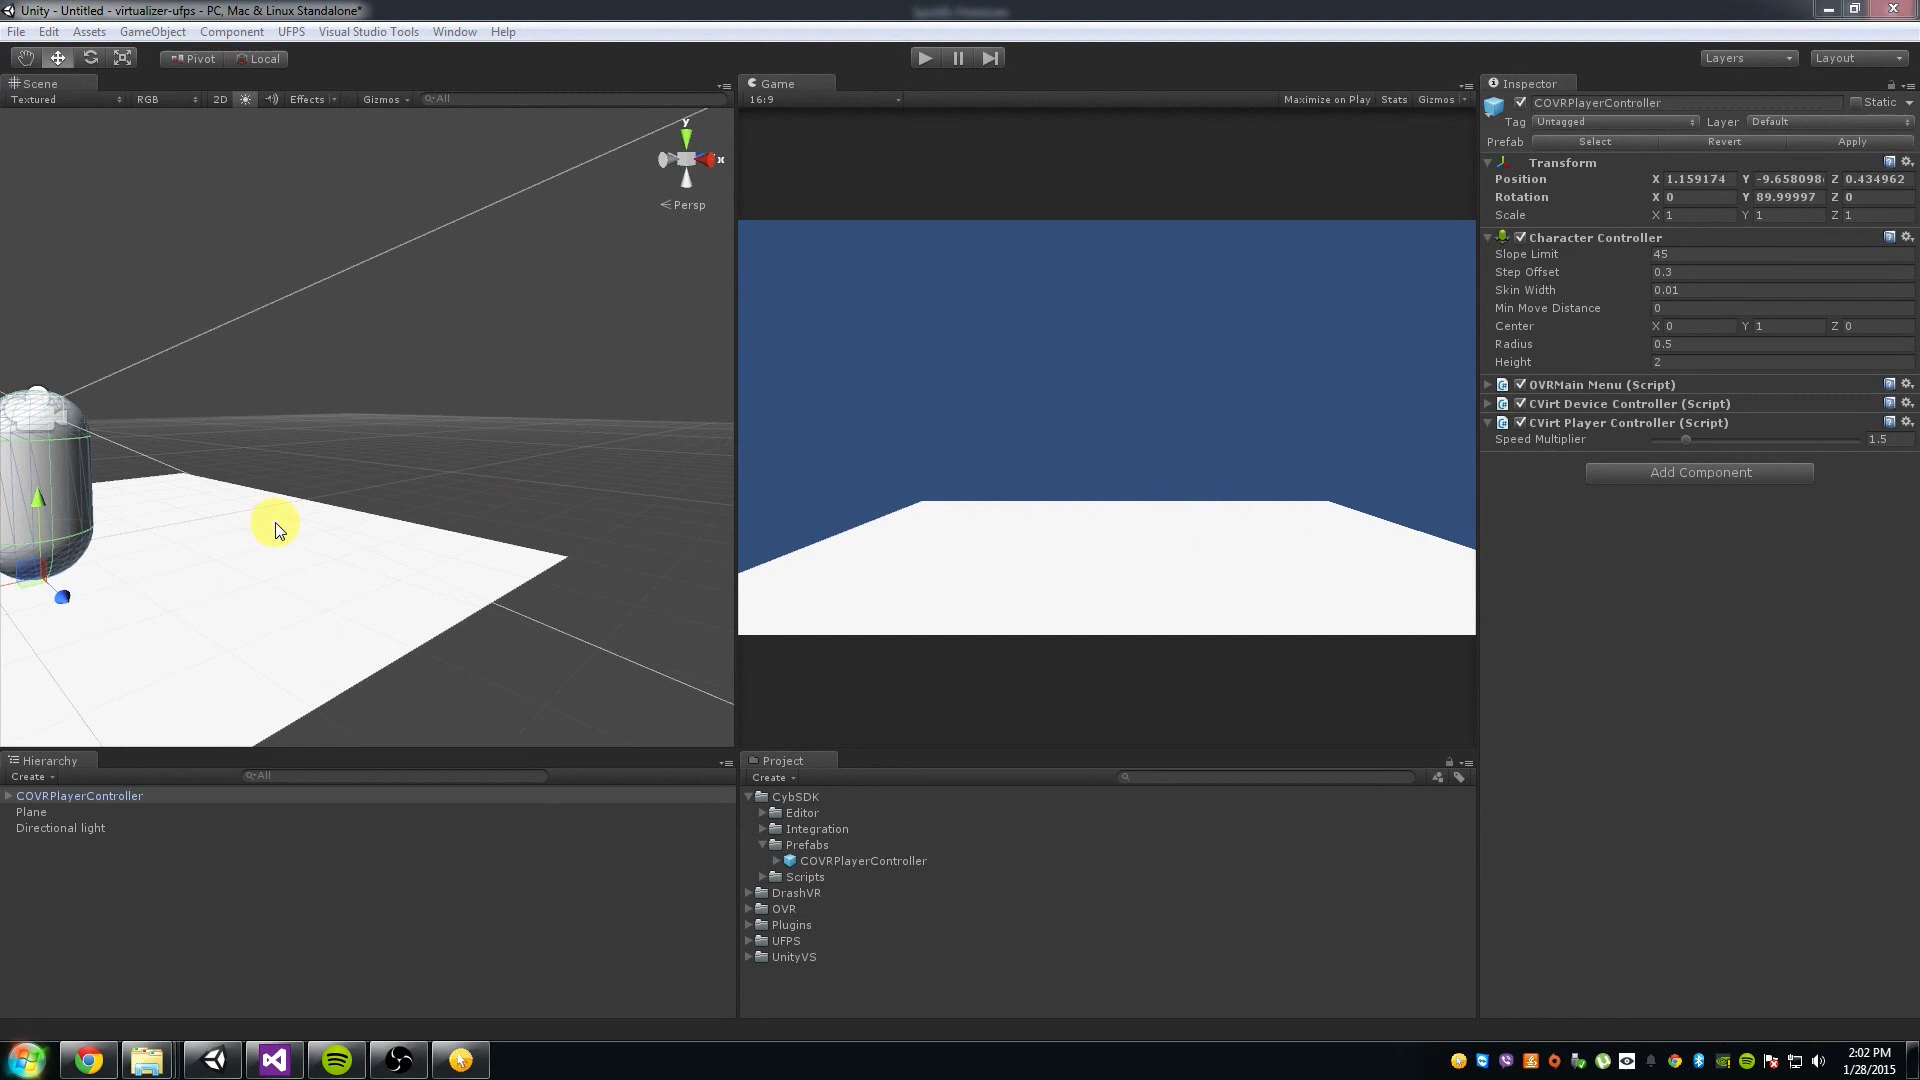 Unity - Untitled - virtualizer-ufps - PC, Mac & Linux Standalone*
File Edit Assets GameObject Component UFPS Visual Studio Tools Window Help
Pivot Local Layers Layout
Scene
Textured RGB 2D Effects Gizmos All
y
x
Persp
Game
16:9 Maximize on Play Stats Gizmos
Inspector
COVRPlayerController Static
Tag Untagged Layer Default
Prefab Select Revert Apply
Transform
Position X 1.159174 Y -9.658098 Z 0.434962
Rotation X 0 Y 89.99997 Z 0
Scale X 1 Y 1 Z 1
Character Controller
Slope Limit 45
Step Offset 0.3
Skin Width 0.01
Min Move Distance 0
Center X 0 Y 1 Z 0
Radius 0.5
Height 2
OVRMain Menu (Script)
CVirt Device Controller (Script)
CVirt Player Controller (Script)
Speed Multiplier 1.5
Add Component
Hierarchy
Create All
COVRPlayerController
Plane
Directional light
Project
Create
CybSDK
Editor
Integration
Prefabs
COVRPlayerController
Scripts
DrashVR
OVR
Plugins
UFPS
UnityVS
2:02 PM
1/28/2015